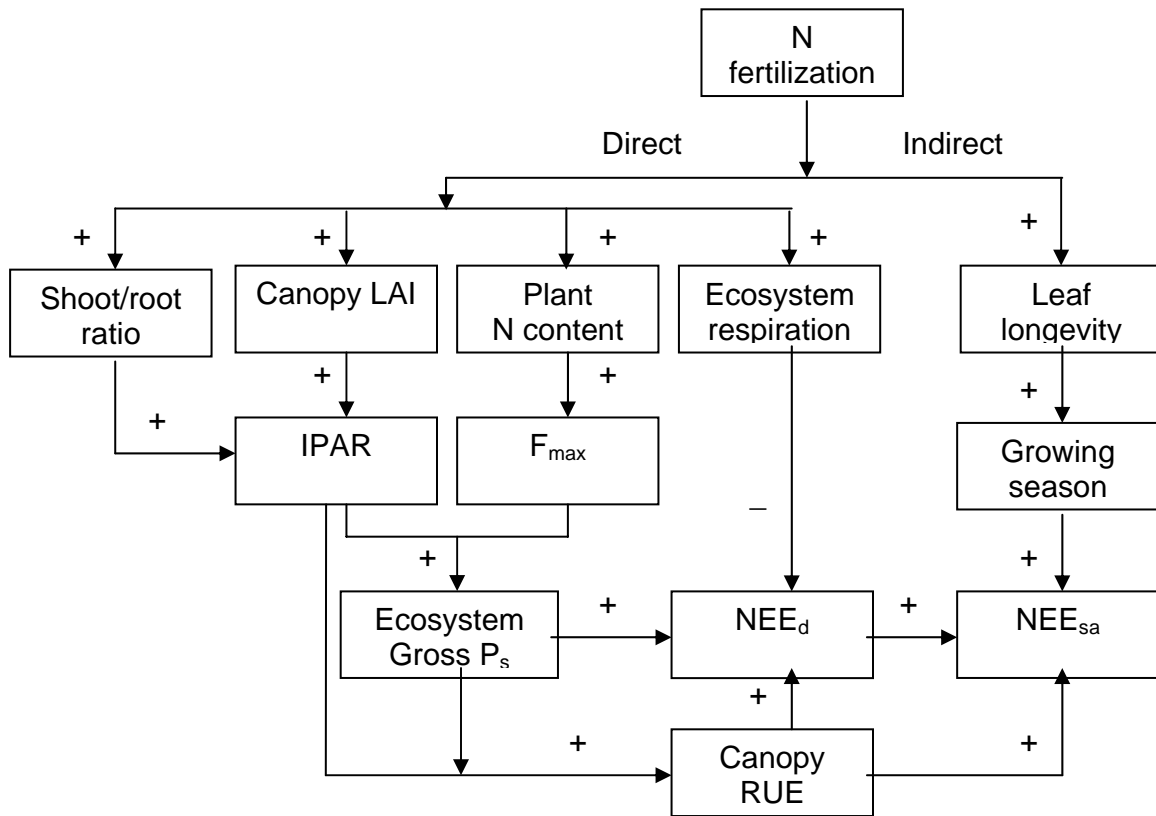 N
fertilization
Direct
Indirect
+
+
+
+
+
Shoot/root
ratio
Canopy LAI
Plant
N content
Ecosystem
respiration
Leaf
longevity
+
+
+
+
IPAR
Fmax
Growing
season
–
+
+
Ecosystem
Gross Ps
+
NEEd
+
NEEsa
+
+
+
Canopy
RUE